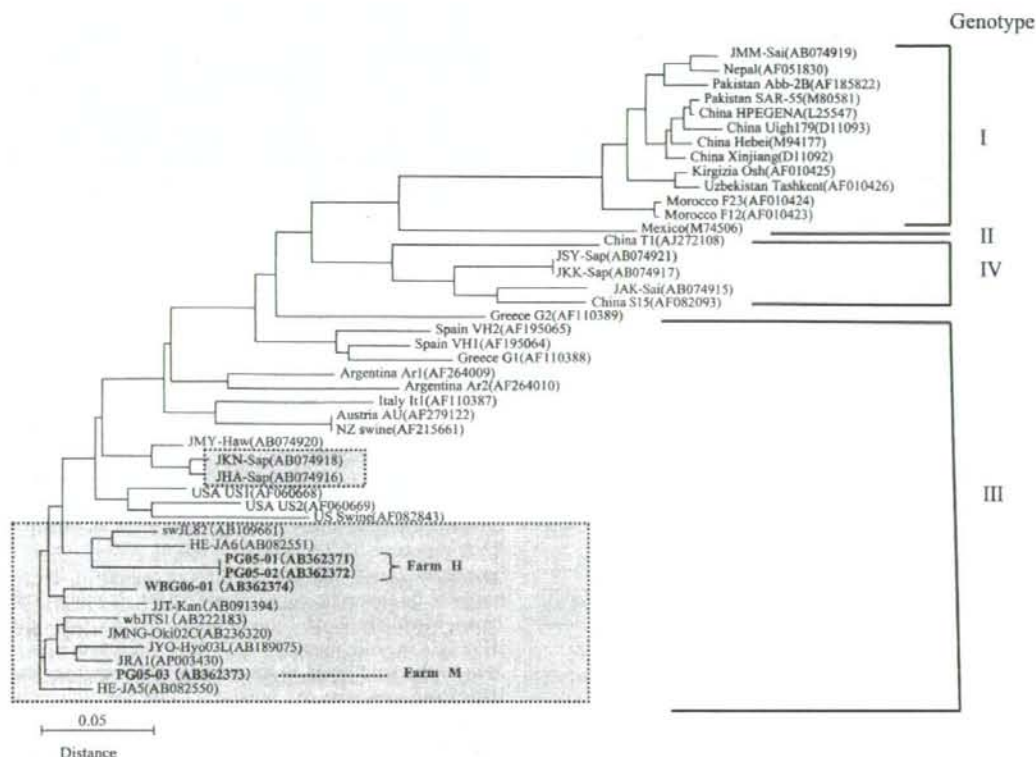 Genotype
JMM-Sai(AB074919)
Nepal(AF051830)
Pakistan Abb-2B(AF185822)
Pakistan SAR-55(M80581)
China HPEGENA(L25547)
China Uigh179(D11093)
China Hebei(M94177)
China Xinjiang(D11092)
Kirgizia Osh(AF010425)
Uzbekistan Tashkent(AF010426)
Morocco F23(AF010424)
Morocco F12(AF010423)
I
Mexico(M74506)
II
China T1(AJ272108)
JSY-Sap(AB074921)
JKK-Sap(AB074917)
JAK-Sai(AB074915)
China S15(AF082093)
IV
Greece G2(AF110389)
Spain VH2(AF195065)
Spain VH1(AF195064)
Greece G1(AF110388)
Argentina Ar1(AF264009)
Argentina Ar2(AF264010)
Italy It1(AF110387)
Austria AU(AF279122)
NZ swine(AF215661)
JMY-Haw(AB074920)
JKN-Sap(AB074918)
JHA-Sap(AB074916)
USA US1(AF060668)
USA US2(AF060669)
US Swine(AF082843)
III
swJL82(AB109661)
HE-JA6(AB082551)
PG05-01(AB362371)
PG05-02(AB362372)
Farm H
WBG06-01 (AB362374)
JJT-Kan(AB091394)
wbJTS1(AB222183)
JMNG-Oki02C(AB236320)
JYO-Hyo03L(AB189075)
JRA1(AP003430)
PG05-03(AB362373) Farm M
HE-JA5(AB082550)
0.05
Distance